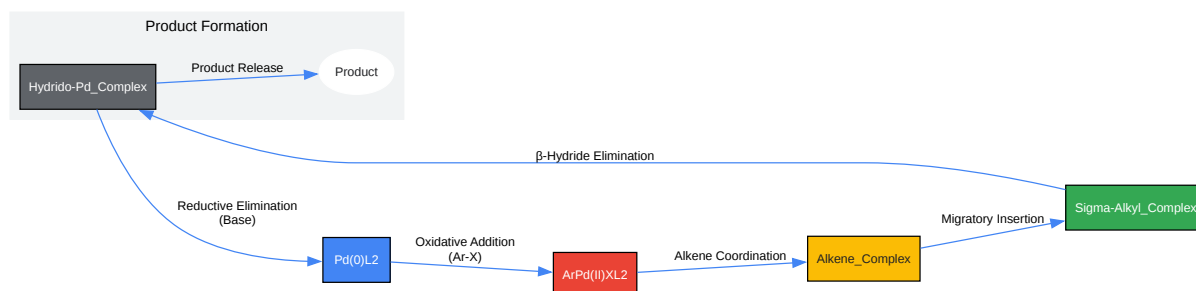 Product Formation
Product Release
Product
Hydrido-Pd_Complex
β-Hydride Elimination
Sigma-Alkyl_Complex
Reductive Elimination
(Base)
Migratory Insertion
Oxidative Addition
(Ar-X)
Alkene Coordination
Pd(0)L2
Alkene_Complex
ArPd(II)XL2